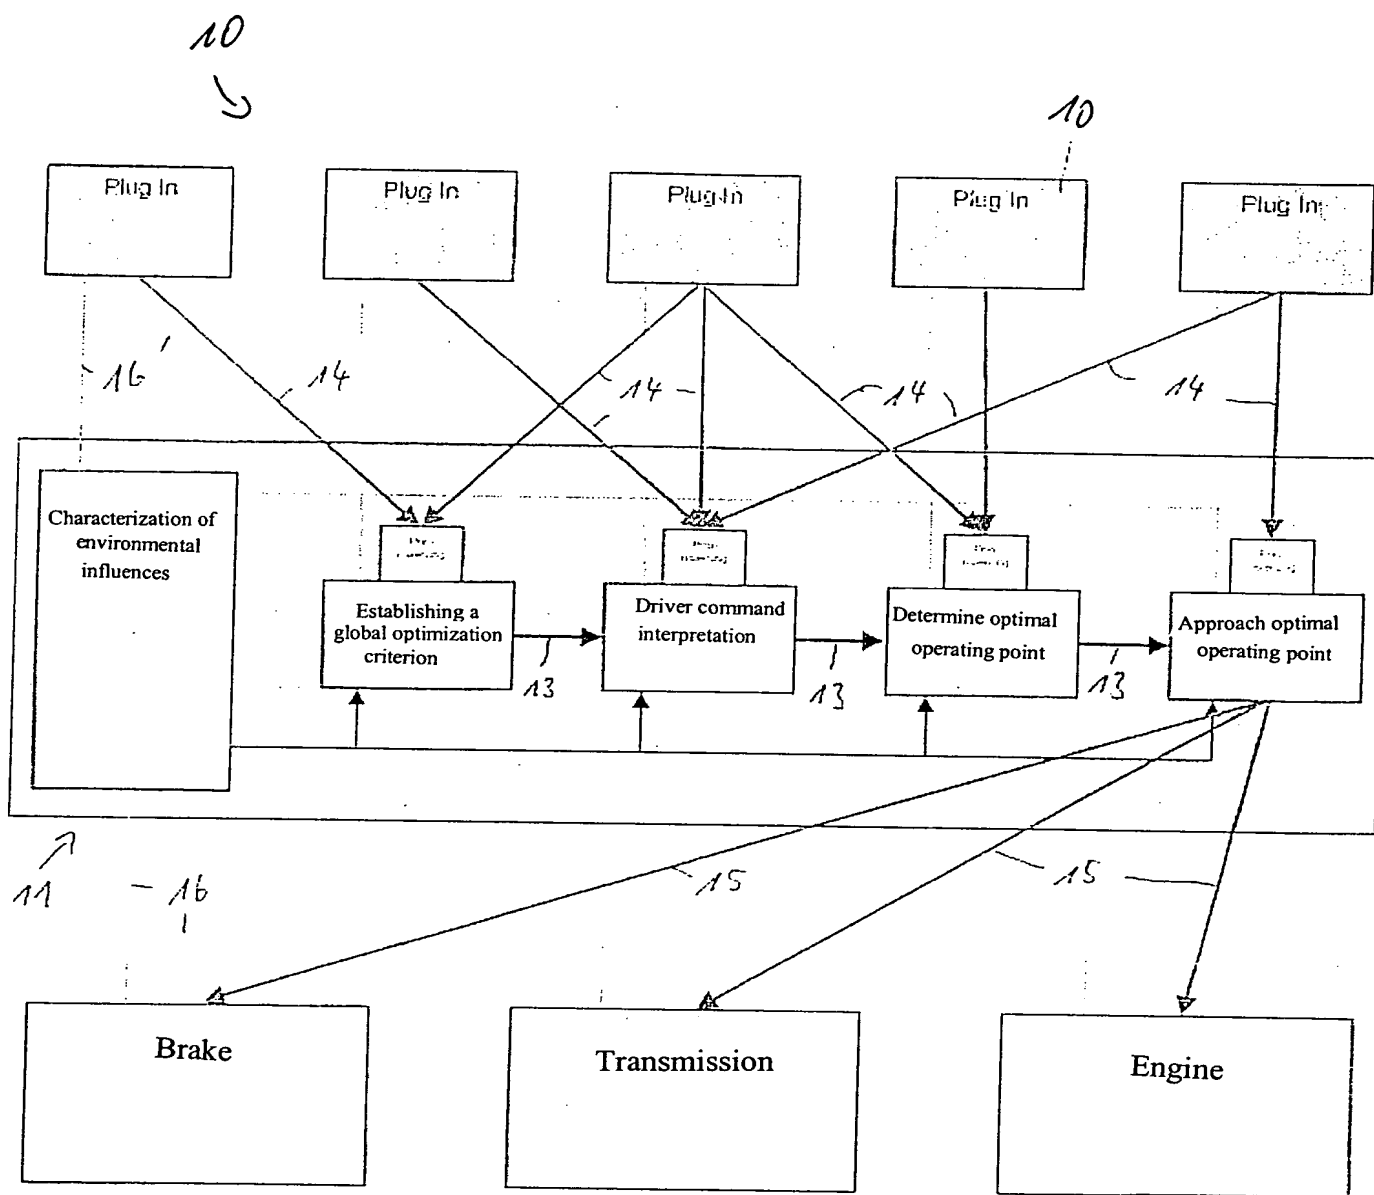 10
10
Plug In
Plug In
Plug-In
Plug In
Plug In
16
14
14
14
14
Characterization of
environmental
influences
Establishing a
global optimization
criterion
Driver command
interpretation
Determine optimal
operating point
Approach optimal
operating point
13
13
13
11
16
15
15
Brake
Transmission
Engine